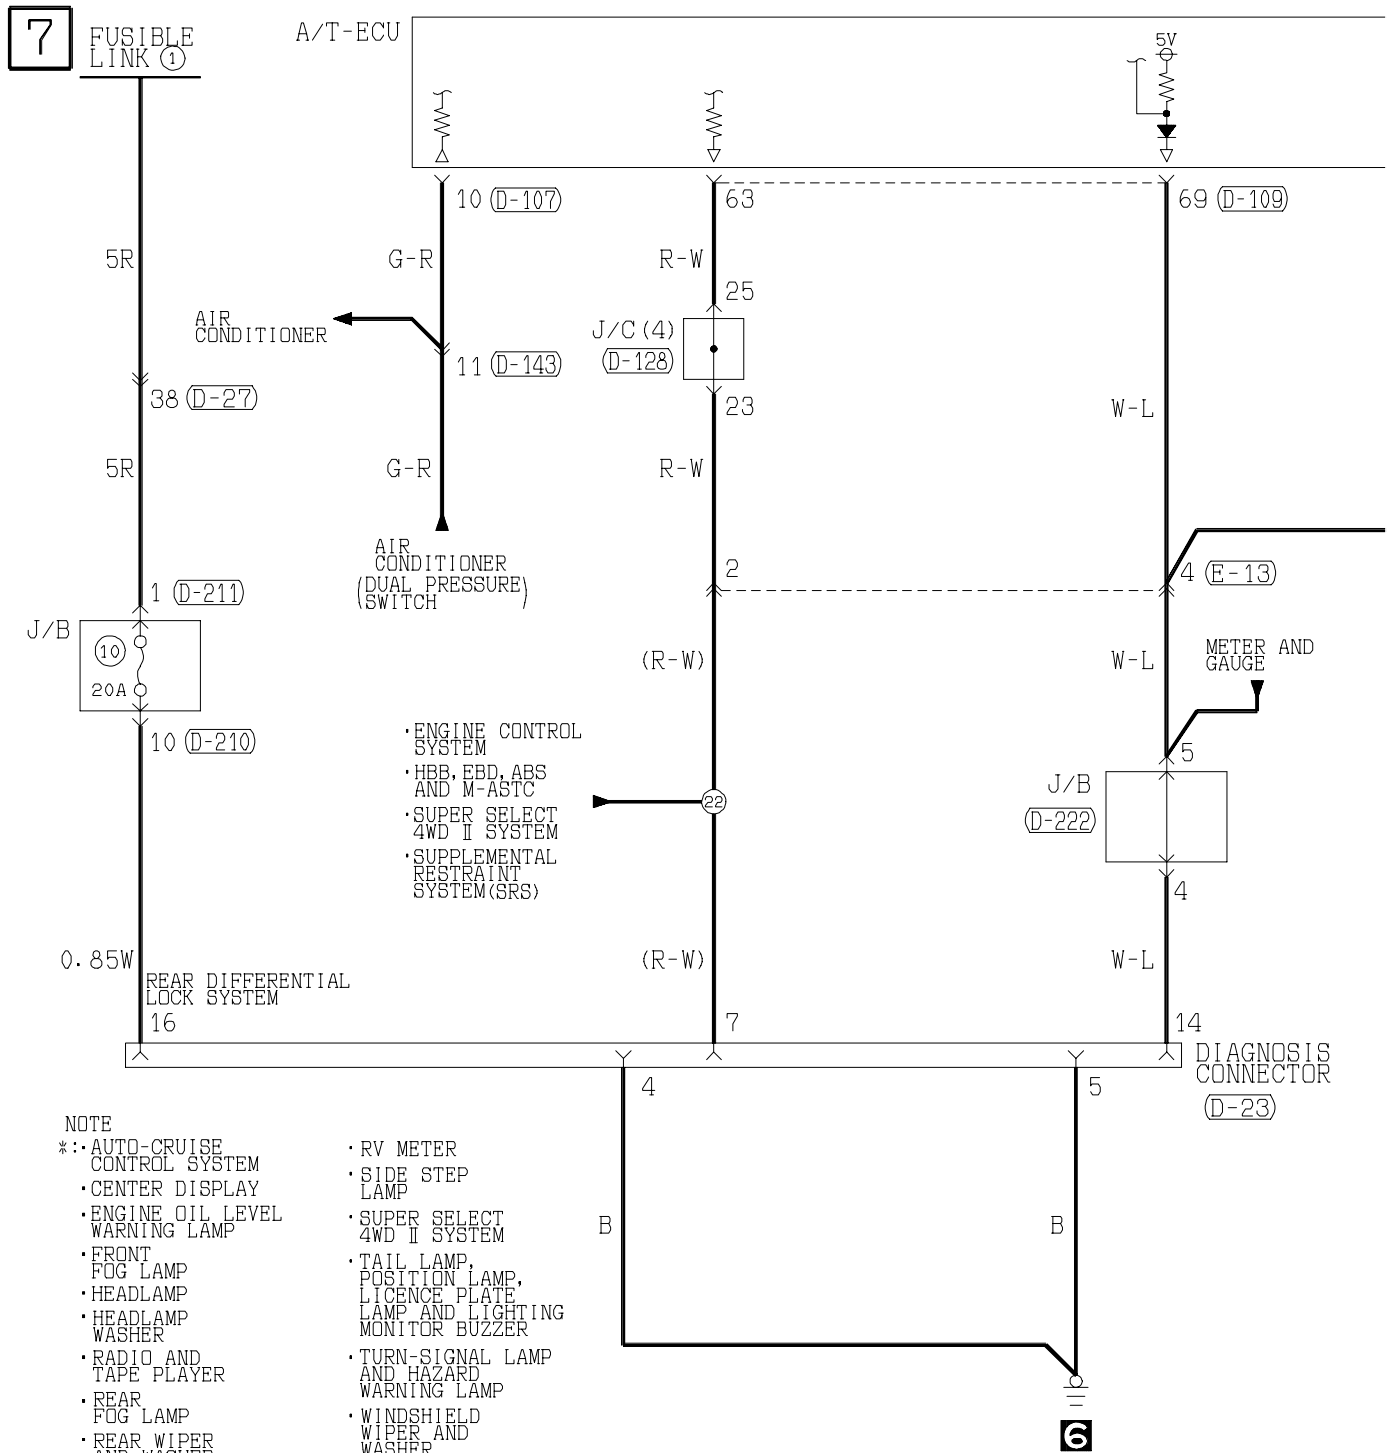 7
FUSIBLE
LINK ①
A/T-ECU
5V
10 (D-107)
63
69 (D-109)
5R
G-R
R-W
25
AIR
CONDITIONER
J/C(4)
(D-128)
11 (D-143)
38 (D-27)
23
W-L
5R
G-R
R-W
AIR
CONDITIONER
(DUAL PRESSURE)
(SWITCH)
2
4 (E-13)
1 (D-211)
J/B
10
20A
(R-W)
W-L
METER AND
GAUGE
10 (D-210)
·ENGINE CONTROL
SYSTEM
·HBB, EBD, ABS
AND M-ASTC
·SUPER SELECT
4WD Ⅱ SYSTEM
·SUPPLEMENTAL
RESTRAINT
SYSTEM(SRS)
22
5
J/B
(D-222)
4
0.85W
(R-W)
W-L
REAR DIFFERENTIAL
LOCK SYSTEM
16
7
14
DIAGNOSIS
CONNECTOR
(D-23)
4
5
B
B
6
NOTE
*:·AUTO-CRUISE
CONTROL SYSTEM
·CENTER DISPLAY
·ENGINE OIL LEVEL
WARNING LAMP
·FRONT
FOG LAMP
·HEADLAMP
·HEADLAMP
WASHER
·RADIO AND
TAPE PLAYER
·REAR
FOG LAMP
·REAR WIPER
AND WASHER
·RV METER
·SIDE STEP
LAMP
·SUPER SELECT
4WD Ⅱ SYSTEM
·TAIL LAMP,
POSITION LAMP,
LICENCE PLATE
LAMP AND LIGHTING
MONITOR BUZZER
·TURN-SIGNAL LAMP
AND HAZARD
WARNING LAMP
·WINDSHIELD
WIPER AND
WASHER